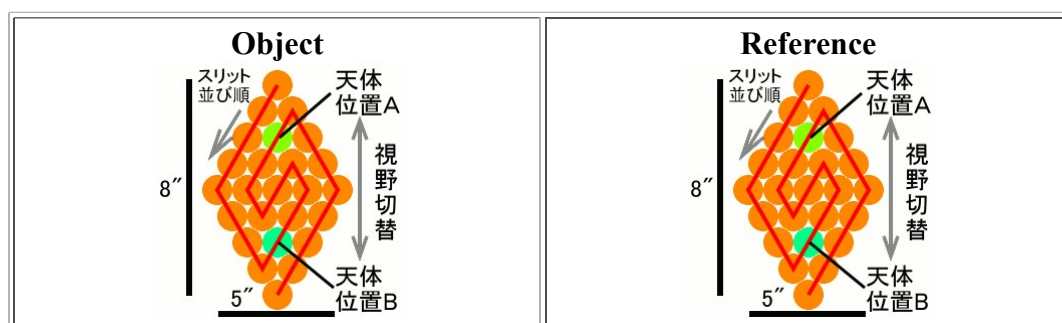 Object
スリット
並び順
天体
位置A
8″
視野切替
5″
天体
位置B
Reference
スリット
並び順
天体
位置A
8″
視野切替
5″
天体
位置B